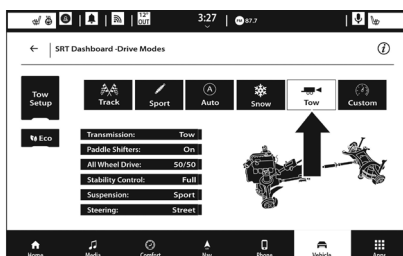 12°
OUT
3:27
FM 87.7
SRT Dashboard -Drive Modes
Tow
Setup
Track
Sport
Auto
Snow
Tow
Custom
Eco
Transmission: Tow
Paddle Shifters: On
All Wheel Drive: 50/50
Stability Control: Full
Suspension: Sport
Steering: Street
Home
Media
Comfort
Nav
Phone
Vehicle
Apps